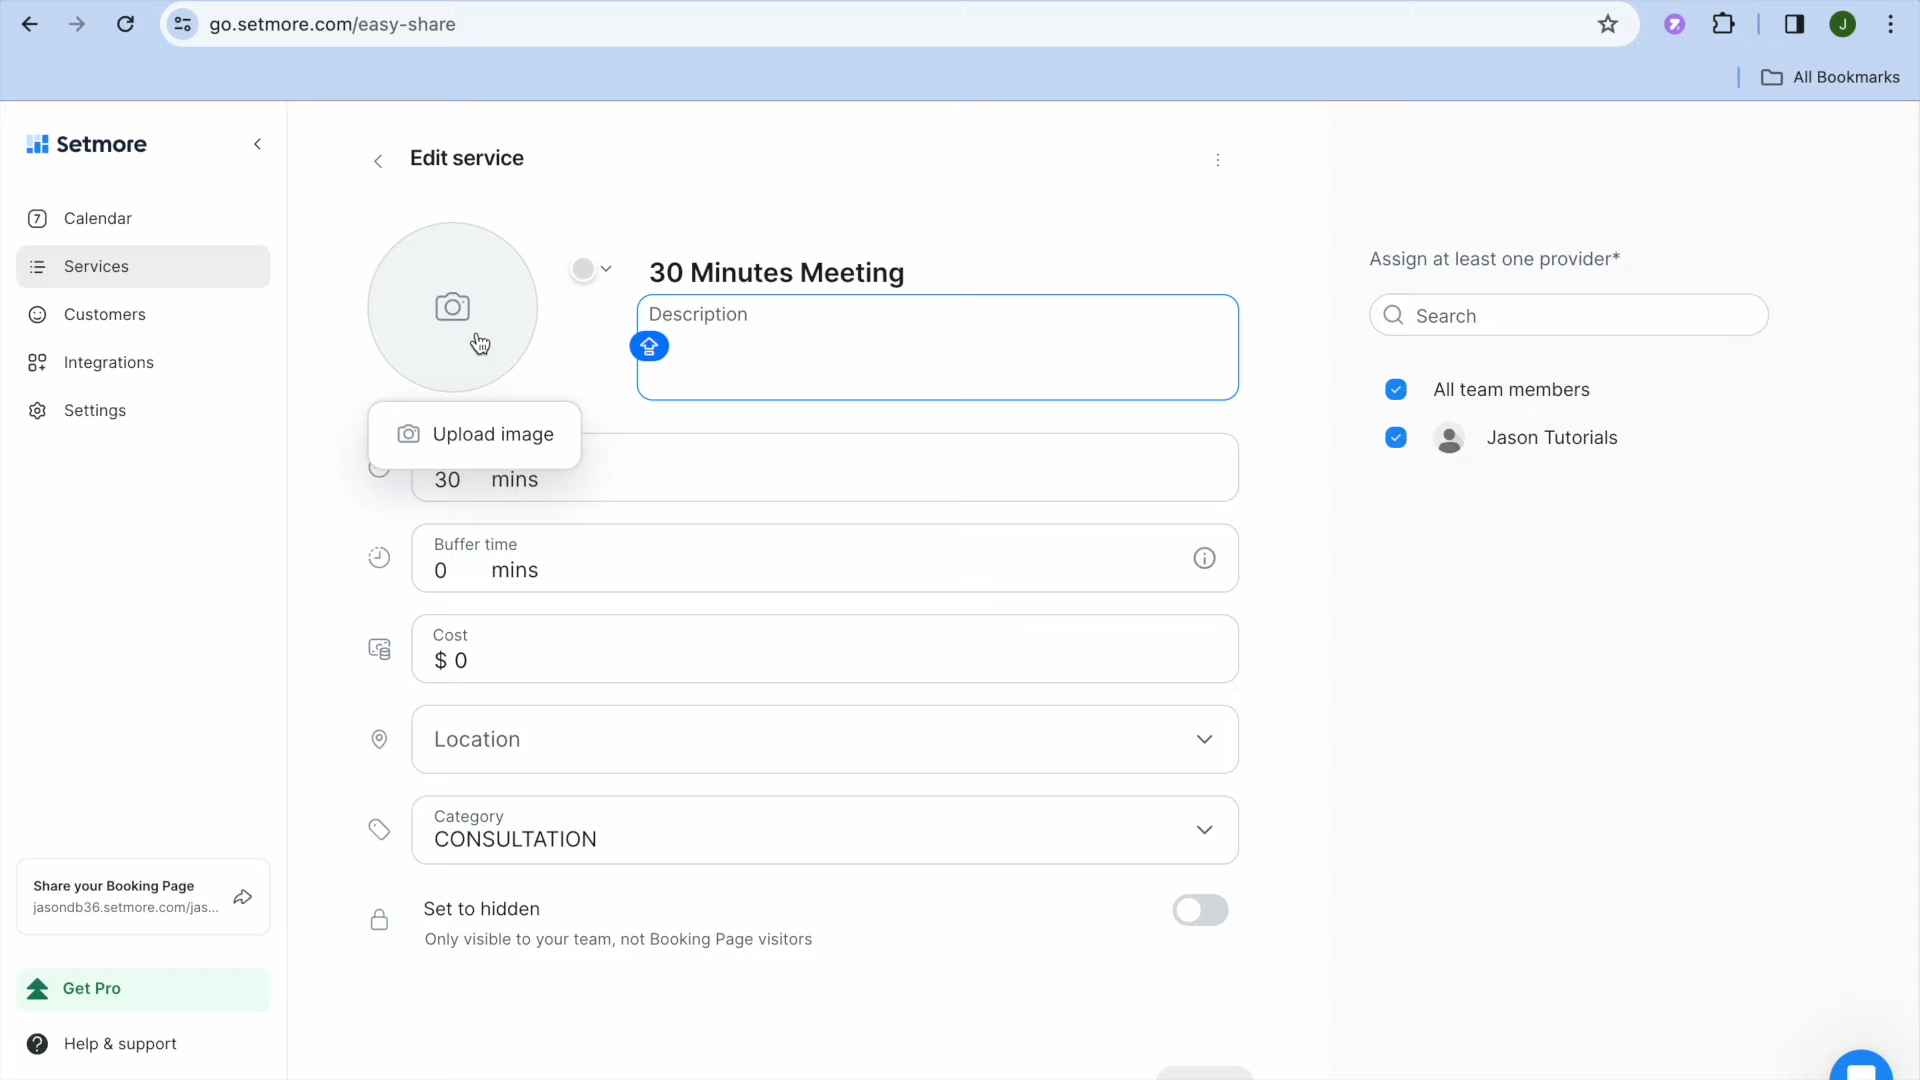 go.setmore.com/easy-share
J
All Bookmarks
Setmore
7
Calendar
Services
Customers
Integrations
Settings
Share your Booking Page
jasondb36.setmore.com/jas...
Get Pro
Help & support
Edit service
30 Minutes Meeting
Description
Upload image
30 mins
Buffer time
0 mins
Cost
$ 0
Location
Category
CONSULTATION
Set to hidden
Only visible to your team, not Booking Page visitors
Assign at least one provider*
Search
All team members
Jason Tutorials